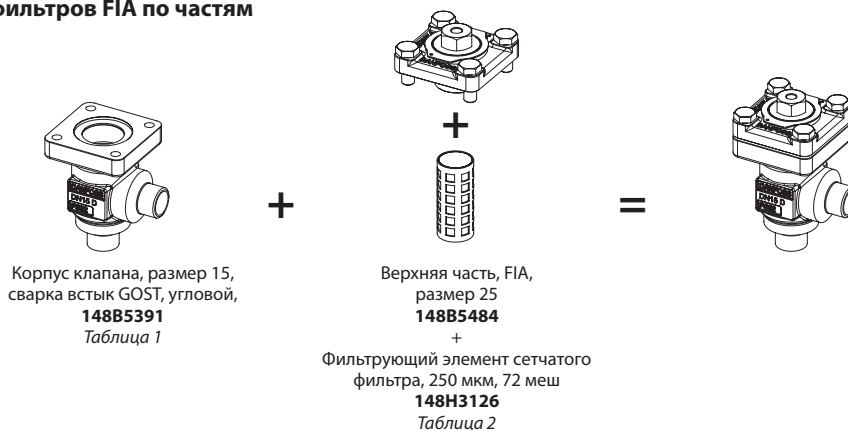 фильтров FIA по частям
+
+
=
DN15 D
Корпус клапана, размер 15,
сварка встык GOST, угловой,
148B5391
Таблица 1
Верхняя часть, FIA,
размер 25
148B5484
+
Фильтрующий элемент сетчатого
фильтра, 250 мкм, 72 меш
148H3126
Таблица 2